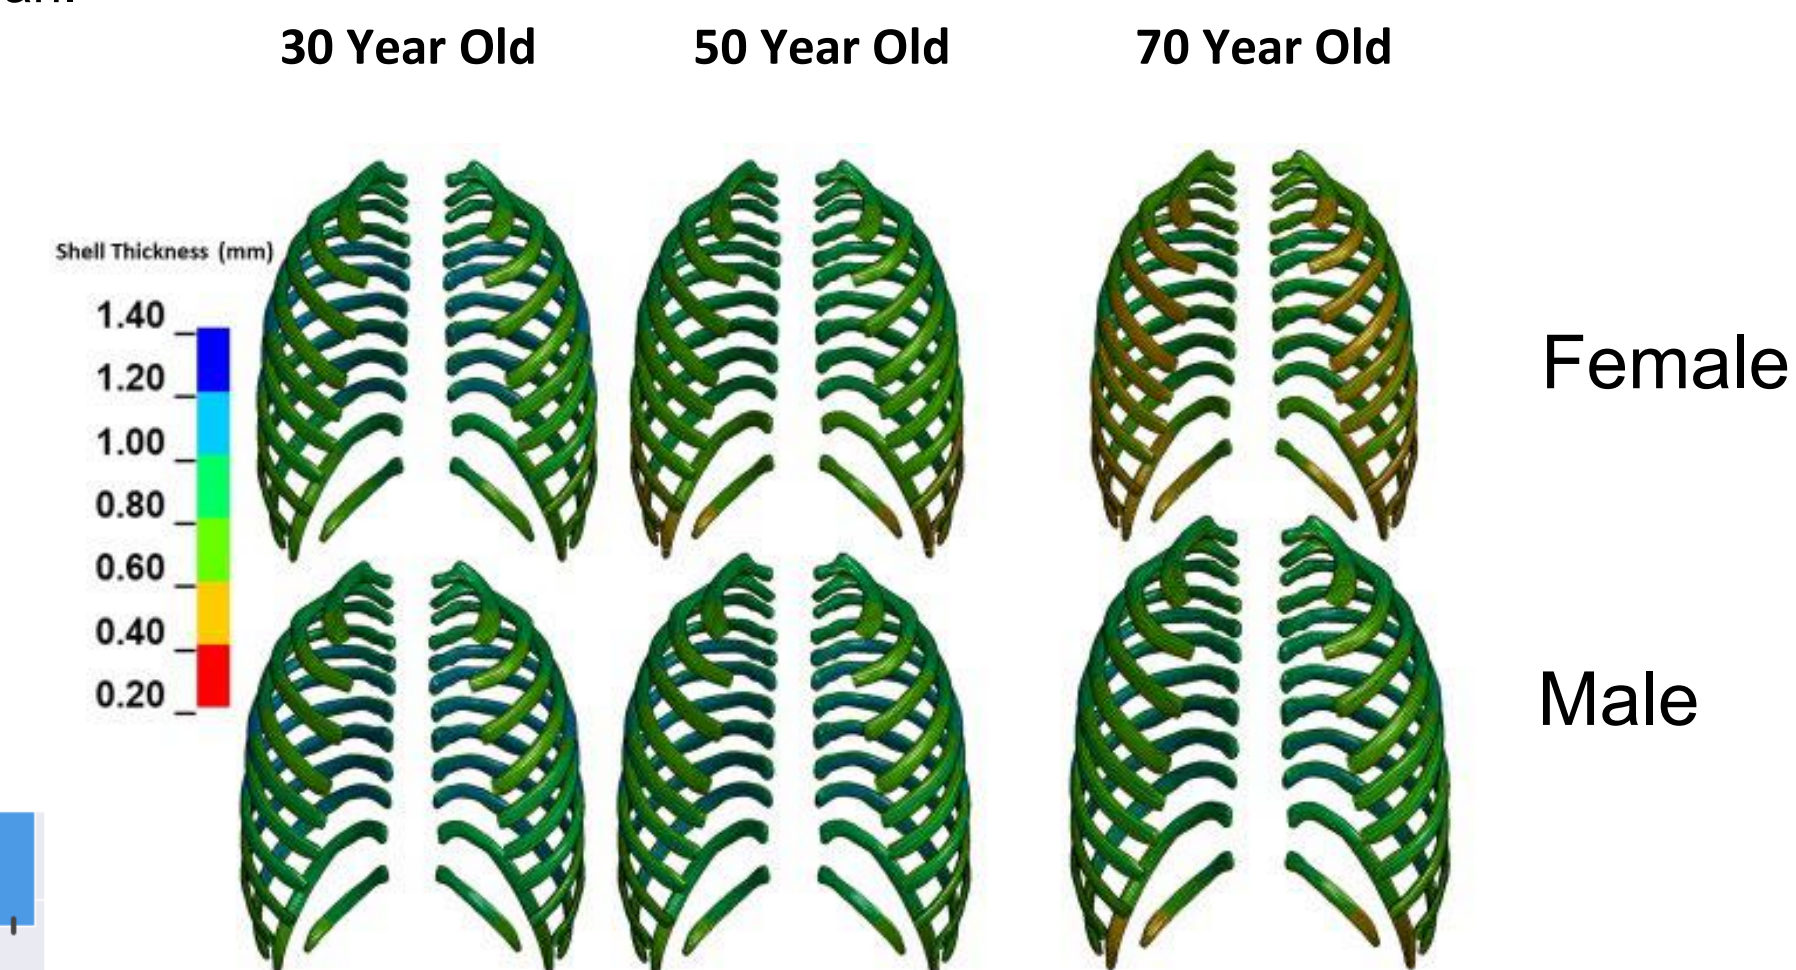 30 Year Old
50 Year Old
70 Year Old
Shell Thickness (mm)
1.40
1.20
1.00
0.80
0.60
0.40
0.20
Female
Male